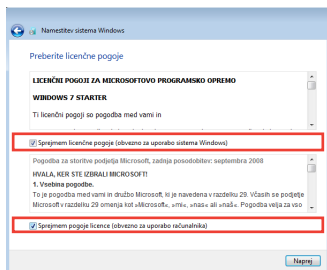 Namestitev sistema Windows
Preberite licenčne pogoje
LICENČNI POGOJI ZA MICROSOFTOVO PROGRAMSKO OPREMO
WINDOWS 7 STARTER
Ti licenčni pogoji so pogodba med vami in
Sprejmem licenčne pogoje (obvezno za uporabo sistema Windows)
Pogodba za storitve podjetja Microsoft, zadnja posodobitev: septembra 2008
HVALA, KER STE IZBRALI MICROSOFT!
1. Vsebina pogodbe.
To je pogodba med vami in družbo Microsoft, ki je navedena v razdelku 29. Včasih se podjetje
Microsoft v razdelku 29 omenja kot »Microsoft«, »mi«, »nas« ali »naš«. Pogodba velja za vso
Sprejmem pogoje licence (obvezno za uporabo računalnika)
Naprej